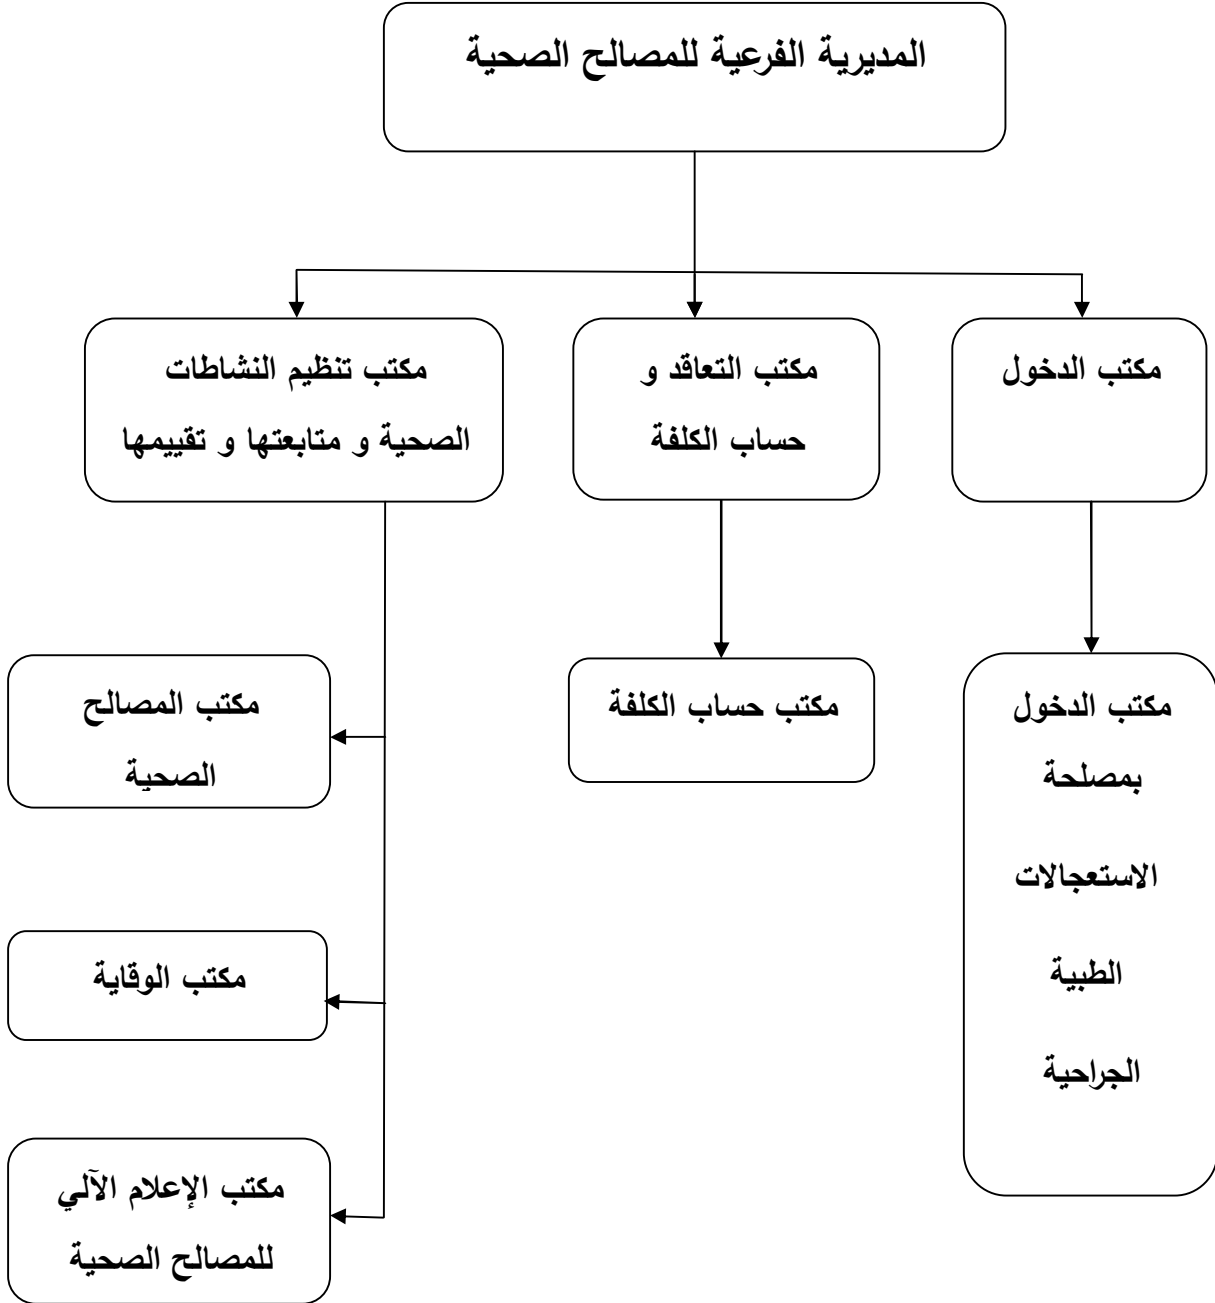 المديرية الفرعية للمصالح الصحية
مكتب الدخول
مكتب التعاقد و
حساب الكلفة
مكتب تنظيم النشاطات
الصحية و متابعتها و تقييمها
مكتب الدخول
بمصلحة
الاستعجالات
الطبية
الجراحية
مكتب حساب الكلفة
مكتب المصالح
الصحية
مكتب الوقاية
مكتب الإعلام الآلي
للمصالح الصحية